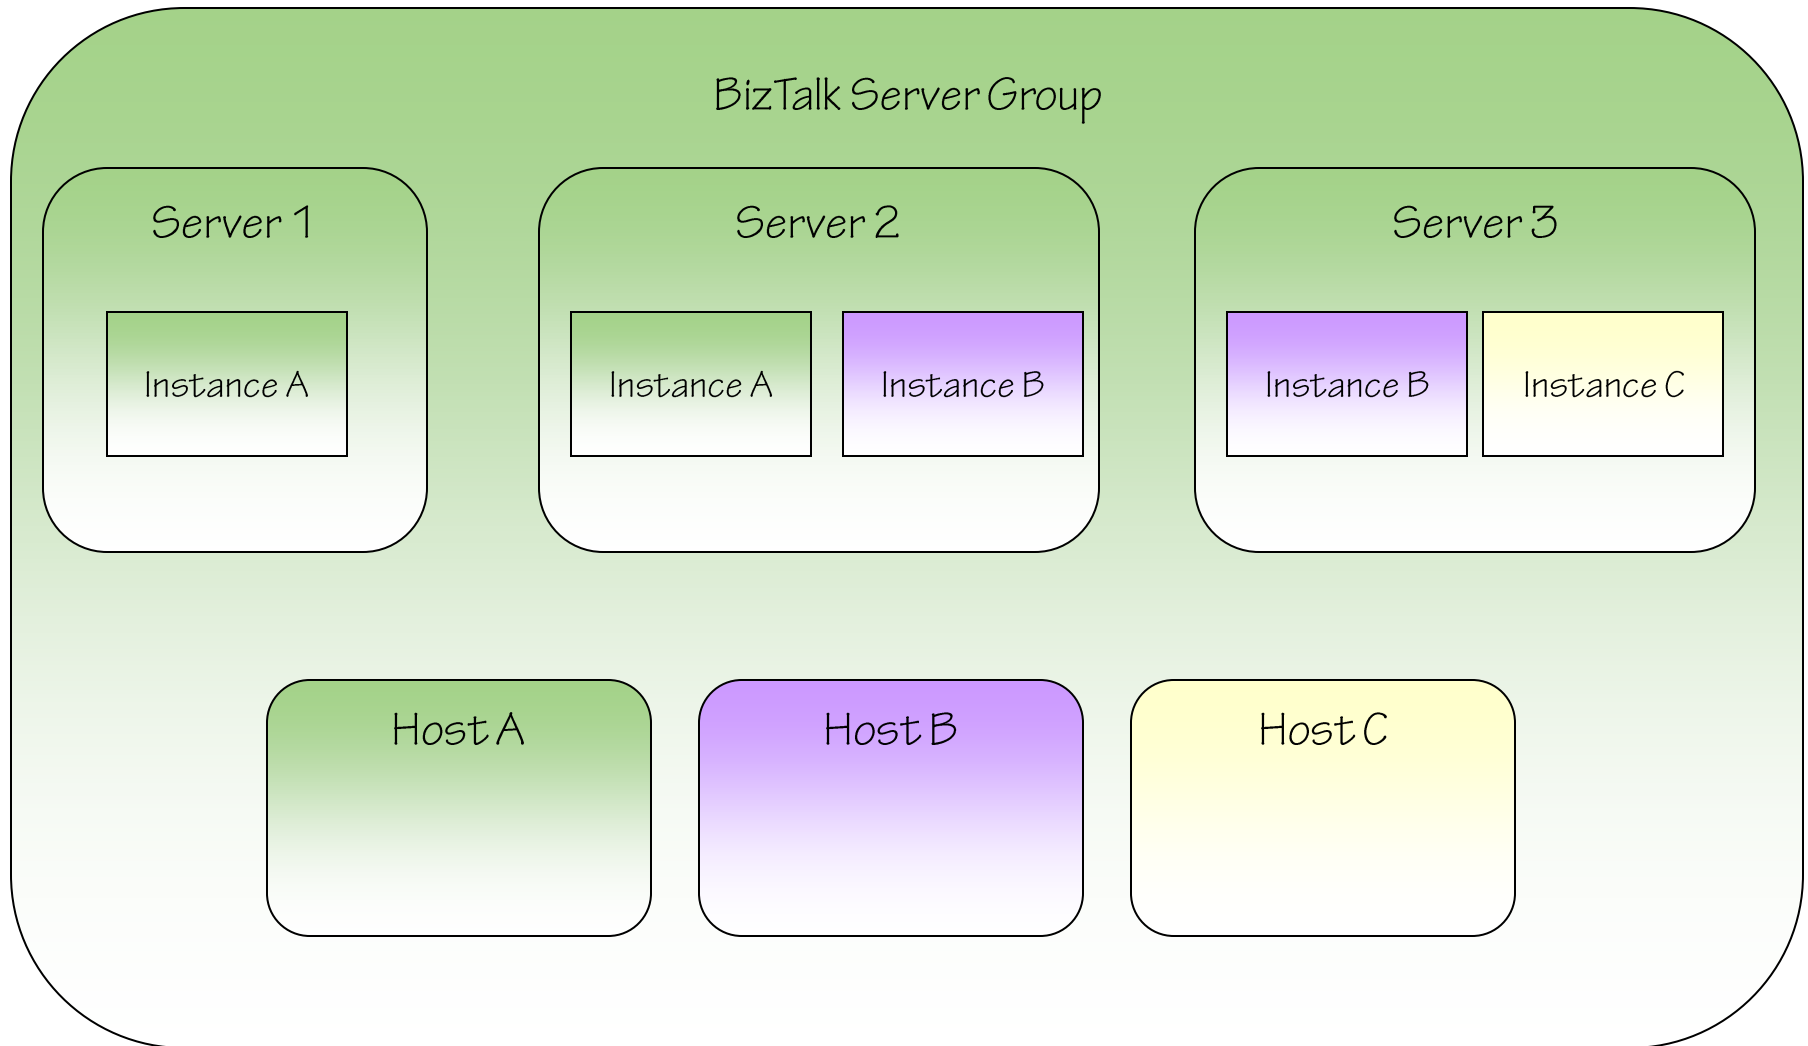 BizTalk Server Group
Server 1
Server 2
Server 3
Instance A
Instance A
Instance B
Instance B
Instance C
Host A
Host B
Host C